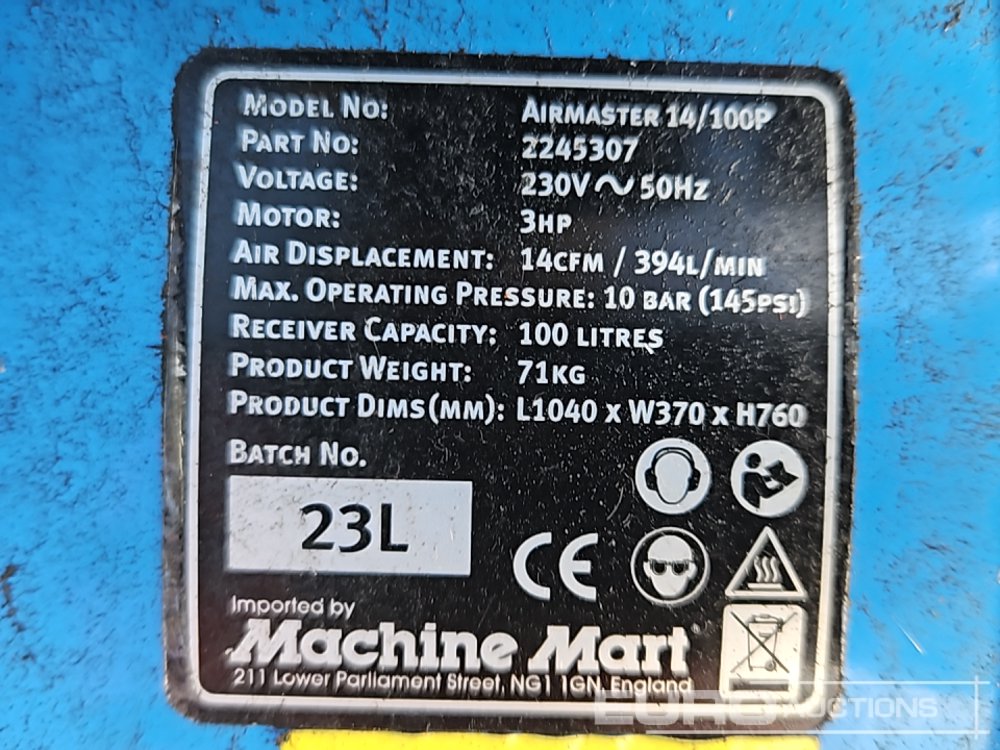 Model No: Airmaster 14/100P
Part No: 2245307
Voltage: 230V ~ 50Hz
Motor: 3HP
Air Displacement: 14CFM / 394L/MIN
Max. Operating Pressure: 10 BAR (145PSI)
Receiver Capacity: 100 LITRES
Product Weight: 71KG
Product Dims(MM): L1040 x W370 x H760
Batch No.
23L
CE
Imported by
Machine Mart
211 Lower Parliament Street, NG1 1GN, England
EURO AUCTIONS